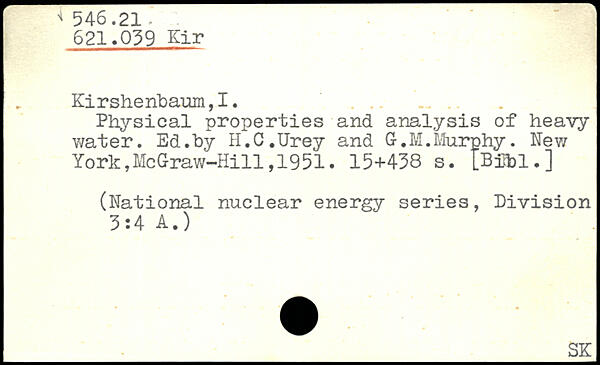 546.21
621.039 Kir
Kirshenbaum,I.
Physical properties and analysis of heavy
water. Ed.by H.C.Urey and G.M.Murphy. New
York,McGraw-Hill,1951. 15+438 s. [Bibl.]
(National nuclear energy series, Division
3:4 A.)
SK